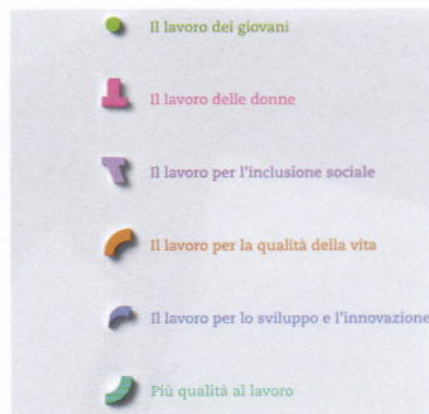 Il lavoro dei giovani
Il lavoro delle donne
Il lavoro per l'inclusione sociale
Il lavoro per la qualità della vita
Il lavoro per lo sviluppo e l'innovazione
Più qualità al lavoro